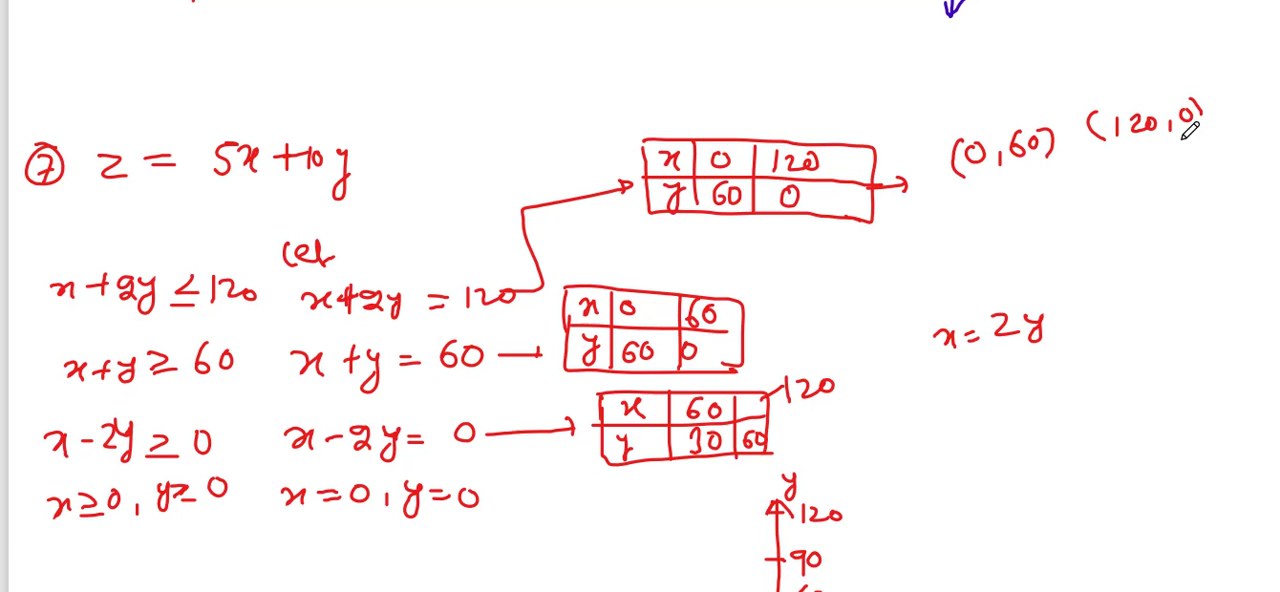 ⑦ z = 5x+10y
x 0 120
y 60 0
(0,60) (120,0)
let
x+2y ≤ 120 x+2y = 120
x 0 60
y 60 0
x = 2y
x+y ≥ 60 x+y = 60
120
x 60
y 30 60
x-2y ≥ 0 x-2y = 0
x≥0, y≥0 x=0, y=0
y
120
90